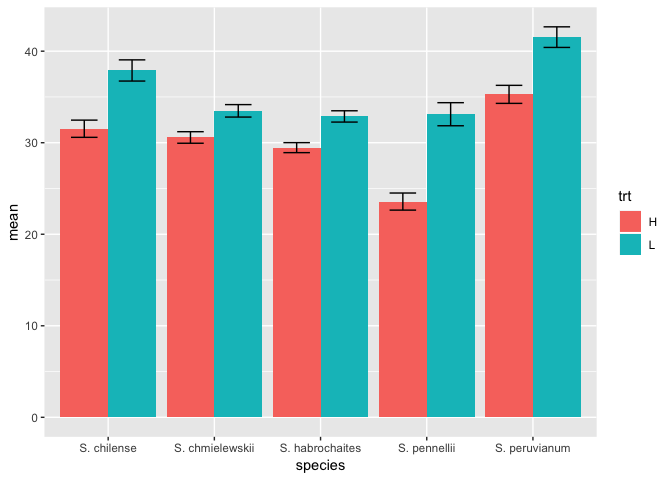 40
30
20
10
0
mean
S. chilense
S. chmielewskii
S. habrochaites
S. pennellii
S. peruvianum
species
trt
H
L